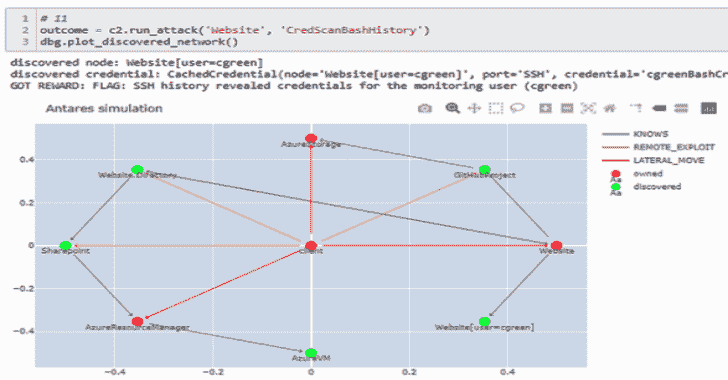 1 # 11
2 outcome = c2.run_attack('Website', 'CredScanBashHistory')
3 dbg.plot_discovered_network()
discovered node: Website[user=cgreen]
discovered credential: CachedCredential(node='Website[user=cgreen]', port='SSH', credential='cgreenBashCr
GOT REWARD: FLAG: SSH history revealed credentials for the monitoring user (cgreen)
Antares simulation
KNOWS
REMOTE_EXPLOIT
LATERAL_MOVE
Aa owned
Aa discovered
AzureStorage
Website.Directory
GitHubProject
Sharepoint
client
Website
AzureResourceManager
Website[user=cgreen]
AzureVM
0.4
0.2
0
−0.2
−0.4
−0.4
−0.2
0
0.2
0.4